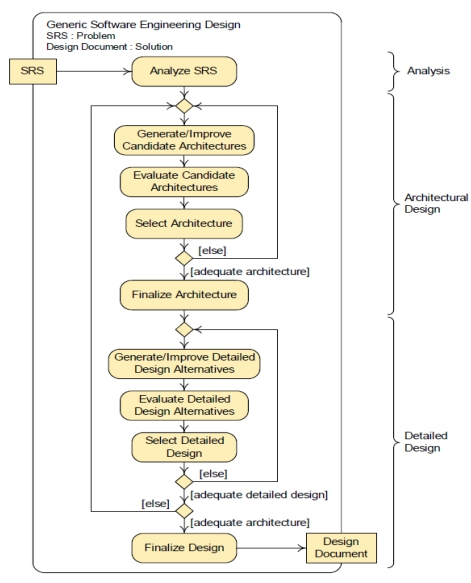 Generic Software Engineering Design
SRS : Problem
Design Document : Solution
SRS
Analyze SRS
Analysis
Generate/Improve
Candidate Architectures
Evaluate Candidate
Architectures
Select Architecture
[else]
[adequate architecture]
Finalize Architecture
Architectural
Design
Generate/Improve Detailed
Design Alternatives
Evaluate Detailed
Design Alternatives
Select Detailed
Design
[else]
[adequate detailed design]
[else]
[adequate architecture]
Finalize Design
Design
Document
Detailed
Design